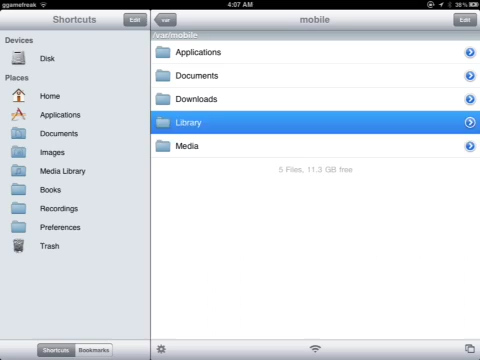 ggamefreak
4:07 AM
38%
Shortcuts
Edit
var
mobile
Edit
Devices
Disk
Places
Home
Applications
Documents
Images
Media Library
Books
Recordings
Preferences
Trash
Shortcuts
Bookmarks
/var/mobile
Applications
Documents
Downloads
Library
Media
5 Files, 11.3 GB free